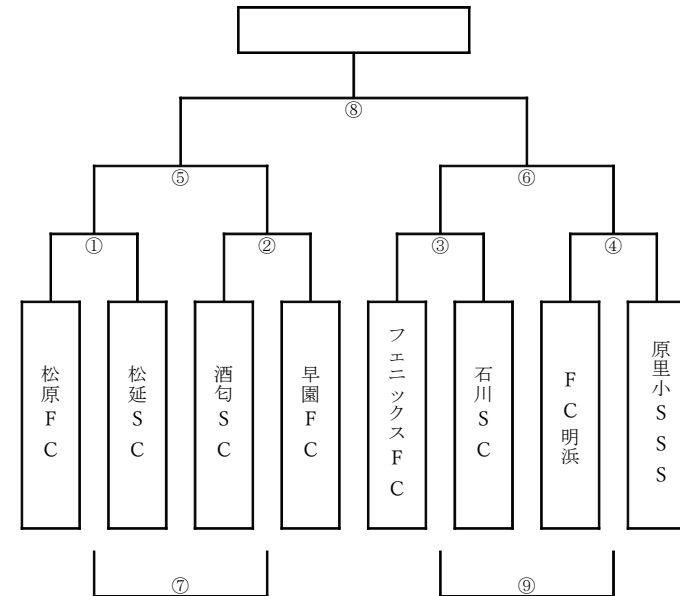 ⑧
⑤
⑥
①
②
③
④
松原FC
松延SC
酒匂SC
早園FC
フェニックスFC
石川SC
FC明浜
原里小SSS
⑦
⑨